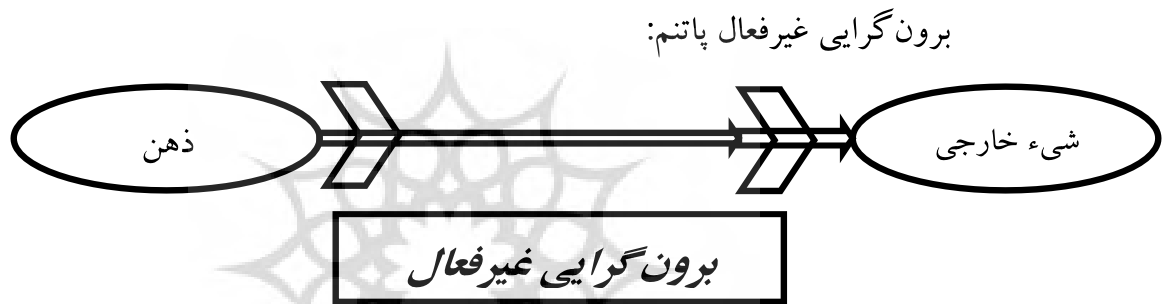 برون‌گرایی غیرفعال پاتنم:
شیء خارجی
ذهن
برون‌گرایی غیرفعال